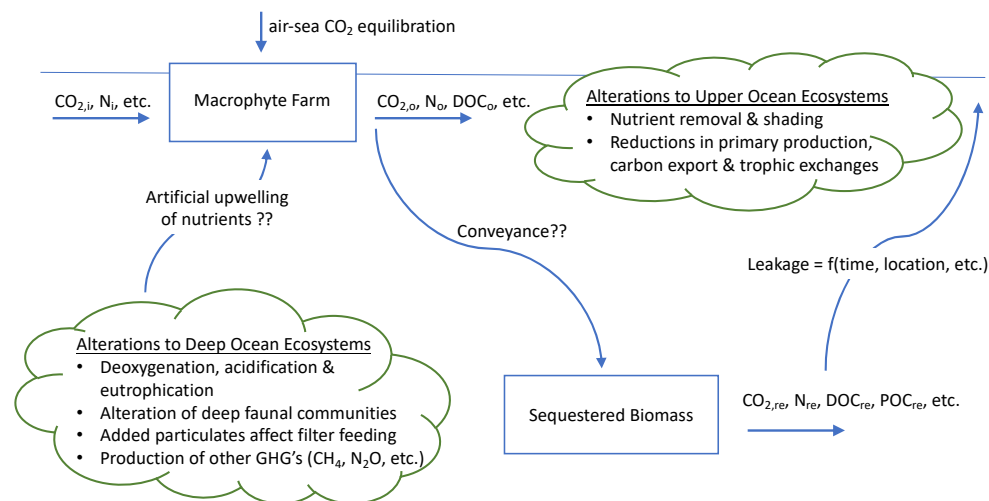 air-sea CO₂ equilibration
CO₂,ᵢ, Nᵢ, etc.
Macrophyte Farm
CO₂,ₒ, Nₒ, DOCₒ, etc.
Alterations to Upper Ocean Ecosystems
• Nutrient removal & shading
• Reductions in primary production,
carbon export & trophic exchanges
Artificial upwelling
of nutrients ??
Conveyance??
Leakage = f(time, location, etc.)
Alterations to Deep Ocean Ecosystems
• Deoxygenation, acidification &
eutrophication
• Alteration of deep faunal communities
• Added particulates affect filter feeding
• Production of other GHG's (CH₄, N₂O, etc.)
Sequestered Biomass
CO₂,ᵣₑ, Nᵣₑ, DOCᵣₑ, POCᵣₑ, etc.